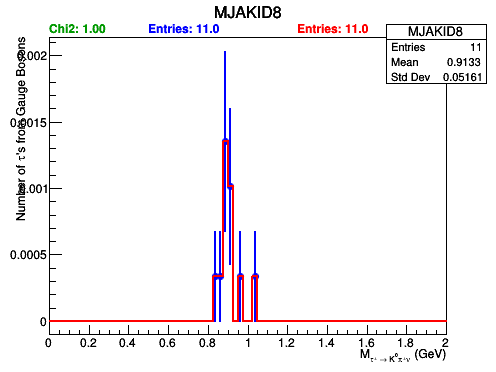 MJAKID8
Chi2: 1.00 Entries: 11.0 Entries: 11.0
MJAKID8
Entries 11
Mean 0.9133
Std Dev 0.05161
Number of τ's from Gauge Bosons
0.002
0.0015
0.001
0.0005
0
0 0.2 0.4 0.6 0.8 1 1.2 1.4 1.6 1.8 2
M_{τ⁺ → K⁰π⁺ν} (GeV)